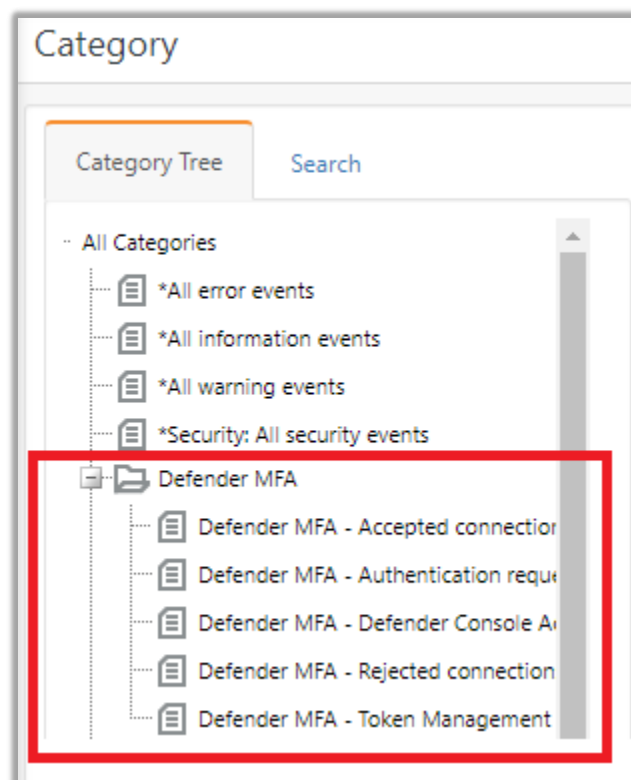 Category
Category Tree
Search
All Categories
*All error events
*All information events
*All warning events
*Security: All security events
Defender MFA
Defender MFA - Accepted connection
Defender MFA - Authentication reque
Defender MFA - Defender Console A
Defender MFA - Rejected connection
Defender MFA - Token Management